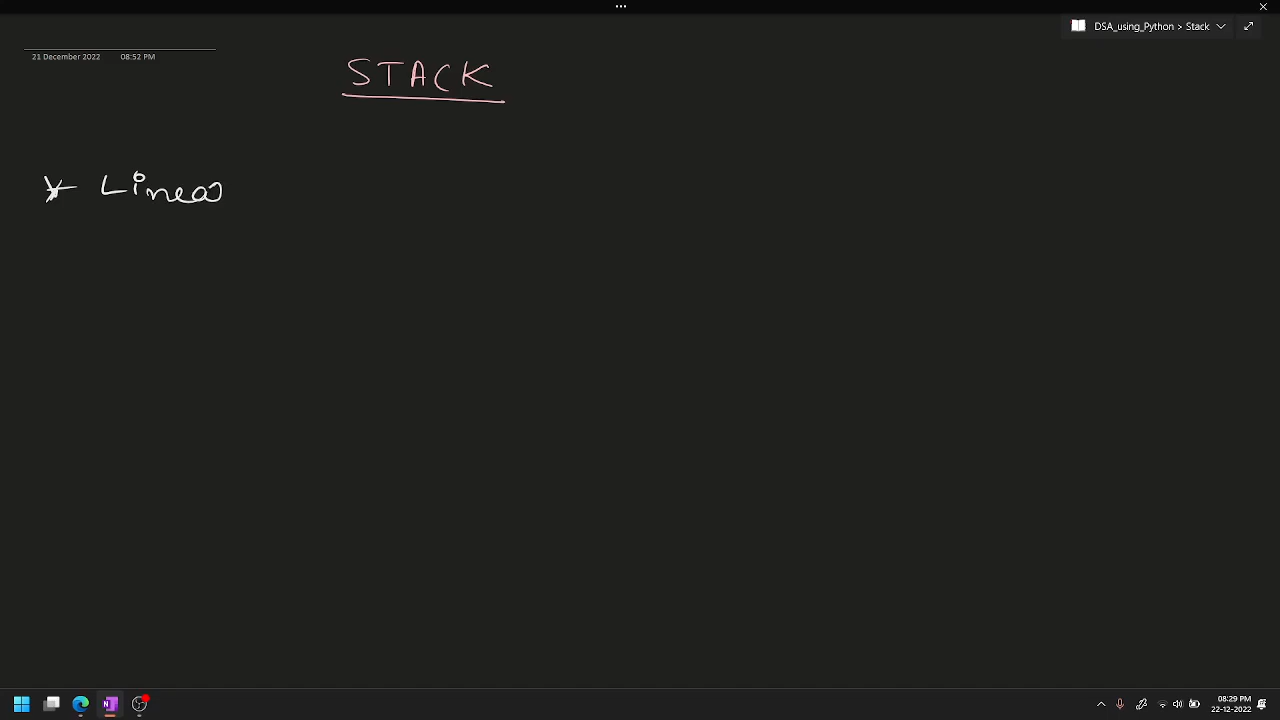 DSA_using_Python > Stack
21 December 2022 08:52 PM
STACK
* Linear
08:29 PM
22-12-2022